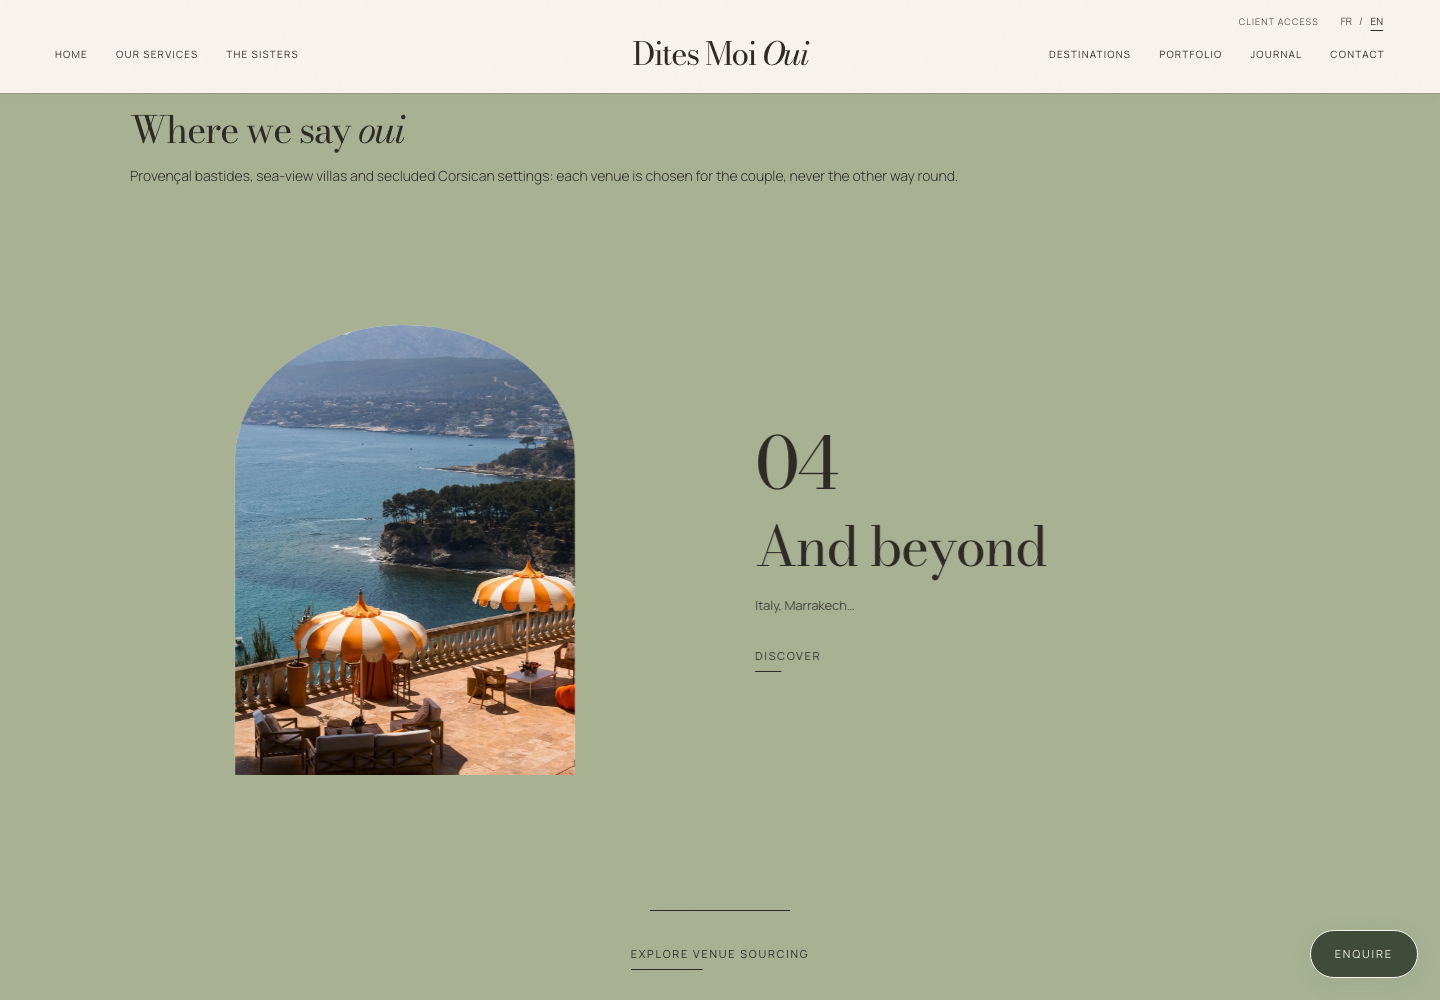 CLIENT ACCESS FR / EN
HOME OUR SERVICES THE SISTERS Dites Moi Oui DESTINATIONS PORTFOLIO JOURNAL CONTACT
Where we say oui
Provençal bastides, sea-view villas and secluded Corsican settings: each venue is chosen for the couple, never the other way round.
04
And beyond
Italy, Marrakech…
DISCOVER
EXPLORE VENUE SOURCING
ENQUIRE